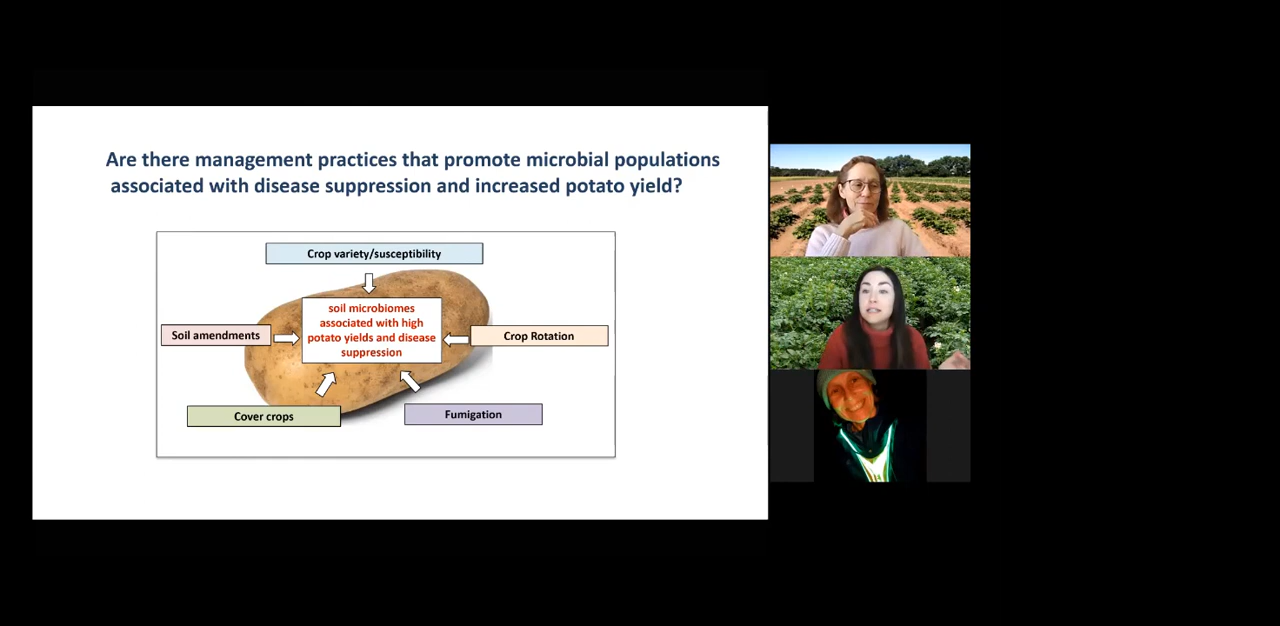 Are there management practices that promote microbial populations
associated with disease suppression and increased potato yield?
Crop variety/susceptibility
soil microbiomes
associated with high
potato yields and disease
suppression
Soil amendments
Crop Rotation
Cover crops
Fumigation